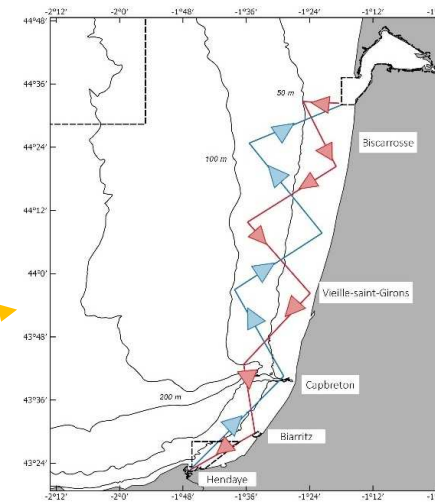 -2°12' -2°0' -1°48' -1°36' -1°24' -1°12' -1°
44°48'
44°36'
50 m
Biscarrosse
44°24'
100 m
44°12'
44°0'
Vieille-saint-Girons
43°48'
Capbreton
43°36'
200 m
Biarritz
43°24'
Hendaye
-2°12' -2°0' -1°48' -1°36' -1°24' -1°12' -1°